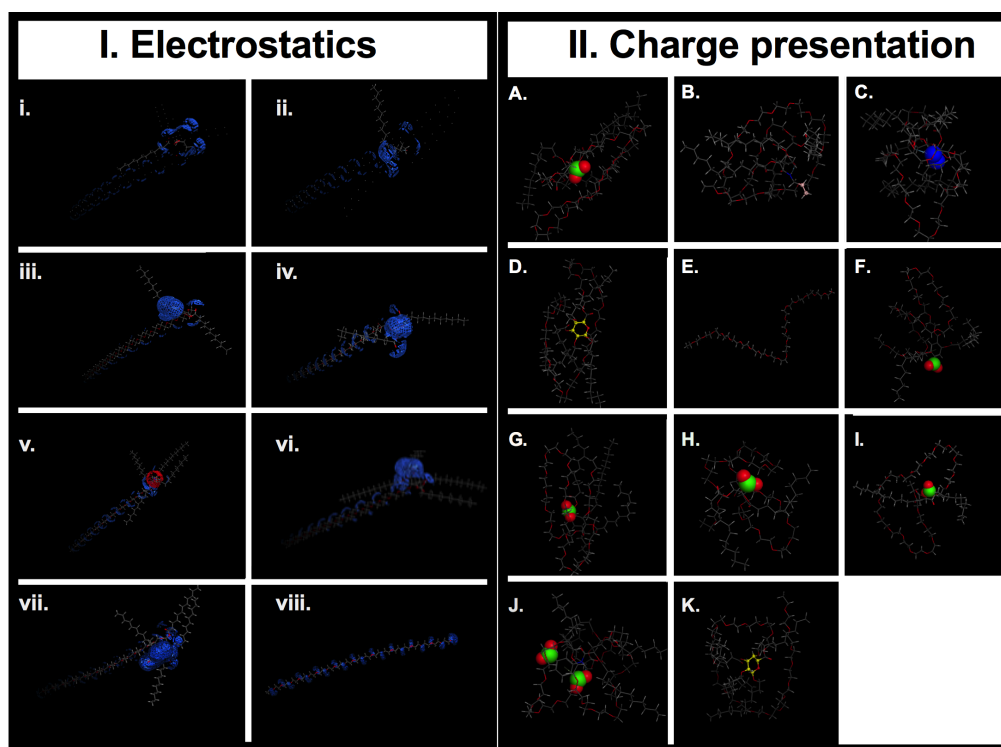 I. Electrostatics
i.
ii.
iii.
iv.
v.
vi.
vii.
viii.
II. Charge presentation
A.
B.
C.
D.
E.
F.
G.
H.
I.
J.
K.